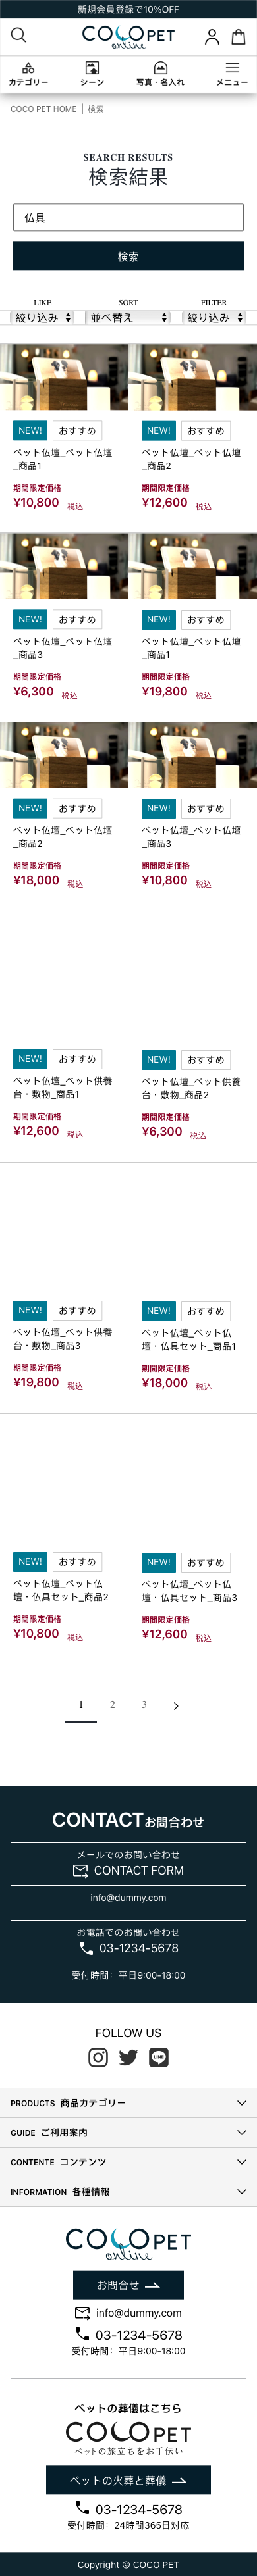 新規会員登録で10%OFF
COLO PET
online
カテゴリー
シーン
写真・名入れ
メニュー
COCO PET HOME | 検索
SEARCH RESULTS
検索結果
仏具
検索
LIKE
SORT
FILTER
絞り込み
並べ替え
絞り込み
NEW! おすすめ
ペット仏壇_ペット仏壇
_商品1
期間限定価格
¥10,800 税込
NEW! おすすめ
ペット仏壇_ペット仏壇
_商品2
期間限定価格
¥12,600 税込
NEW! おすすめ
ペット仏壇_ペット仏壇
_商品3
期間限定価格
¥6,300 税込
NEW! おすすめ
ペット仏壇_ペット仏壇
_商品1
期間限定価格
¥19,800 税込
NEW! おすすめ
ペット仏壇_ペット仏壇
_商品2
期間限定価格
¥18,000 税込
NEW! おすすめ
ペット仏壇_ペット仏壇
_商品3
期間限定価格
¥10,800 税込
NEW! おすすめ
ペット仏壇_ペット供養
台・敷物_商品1
期間限定価格
¥12,600 税込
NEW! おすすめ
ペット仏壇_ペット供養
台・敷物_商品2
期間限定価格
¥6,300 税込
NEW! おすすめ
ペット仏壇_ペット供養
台・敷物_商品3
期間限定価格
¥19,800 税込
NEW! おすすめ
ペット仏壇_ペット仏
壇・仏具セット_商品1
期間限定価格
¥18,000 税込
NEW! おすすめ
ペット仏壇_ペット仏
壇・仏具セット_商品2
期間限定価格
¥10,800 税込
NEW! おすすめ
ペット仏壇_ペット仏
壇・仏具セット_商品3
期間限定価格
¥12,600 税込
1 2 3
CONTACTお問合わせ
メールでのお問い合わせ
CONTACT FORM
info@dummy.com
お電話でのお問い合わせ
03-1234-5678
受付時間：平日9:00-18:00
FOLLOW US
LINE
PRODUCTS 商品カテゴリー
GUIDE ご利用案内
CONTENTE コンテンツ
INFORMATION 各種情報
COLO PET
online
お問合せ
info@dummy.com
03-1234-5678
受付時間：平日9:00-18:00
ペットの葬儀はこちら
COLO PET
ペットの旅立ちをお手伝い
ペットの火葬と葬儀
03-1234-5678
受付時間：24時間365日対応
Copyright © COCO PET